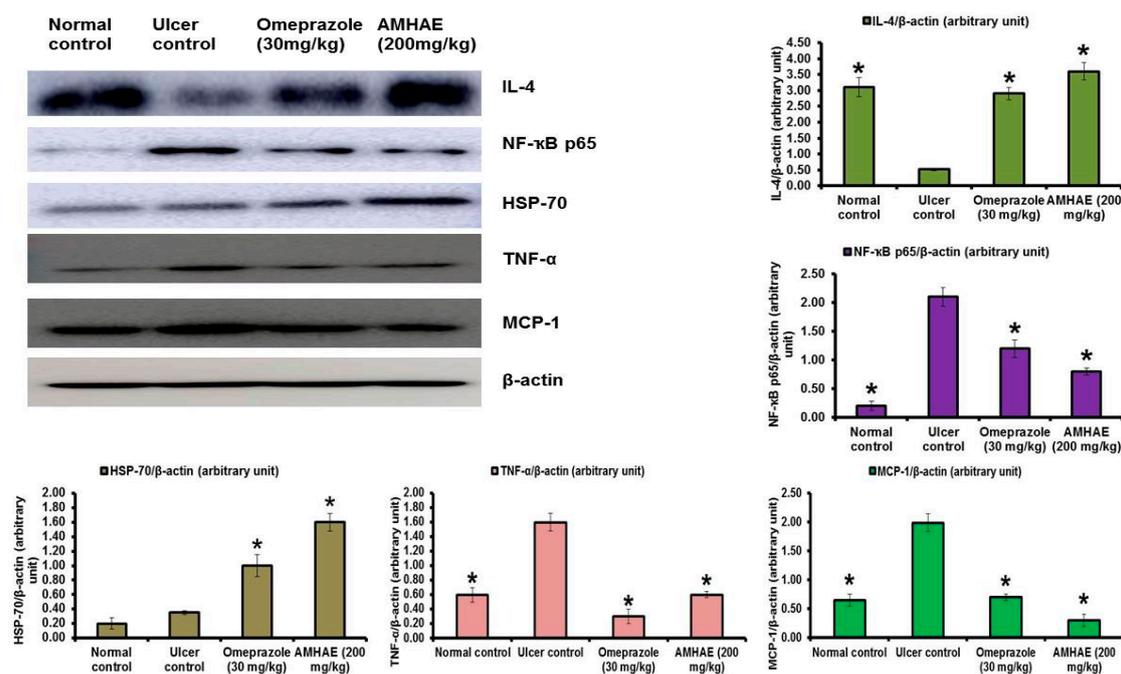 Normal control
Ulcer control
Omeprazole (30mg/kg)
AMHAE (200mg/kg)
IL-4
NF-κB p65
HSP-70
TNF-α
MCP-1
β-actin
IL-4/β-actin (arbitrary unit)
IL-4/β-actin (arbitrary unit)
4.50
4.00
3.50
3.00
2.50
2.00
1.50
1.00
0.50
0.00
*
*
*
Normal control
Ulcer control
Omeprazole (30 mg/kg)
AMHAE (200 mg/kg)
NF-κB p65/β-actin (arbitrary unit)
NF-κB p65/β-actin (arbitrary unit)
2.50
2.00
1.50
1.00
0.50
0.00
*
*
*
Normal control
Ulcer control
Omeprazole (30 mg/kg)
AMHAE (200 mg/kg)
HSP-70/β-actin (arbitrary unit)
HSP-70/β-actin (arbitrary unit)
2.00
1.80
1.60
1.40
1.20
1.00
0.80
0.60
0.40
0.20
0.00
*
*
Normal control
Ulcer control
Omeprazole (30 mg/kg)
AMHAE (200 mg/kg)
TNF-α/β-actin (arbitrary unit)
TNF-α/β-actin (arbitrary unit)
2.00
1.80
1.60
1.40
1.20
1.00
0.80
0.60
0.40
0.20
0.00
*
*
*
Normal control
Ulcer control
Omeprazole (30 mg/kg)
AMHAE (200 mg/kg)
MCP-1/β-actin (arbitrary unit)
MCP-1/β-actin (arbitrary unit)
2.50
2.00
1.50
1.00
0.50
0.00
*
*
*
Normal control
Ulcer control
Omeprazole (30 mg/kg)
AMHAE (200 mg/kg)